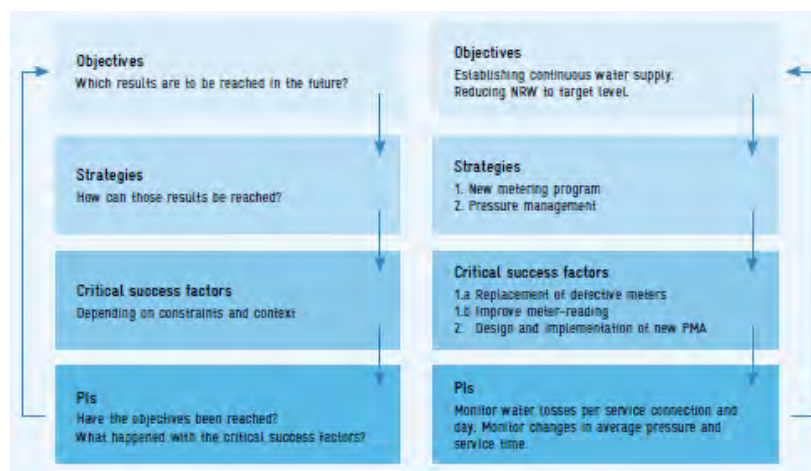 Objectives
Which results are to be reached in the future?
Strategies
How can those results be reached?
Critical success factors
Depending on constraints and context
PIs
Have the objectives been reached?
What happened with the critical success factors?
Objectives
Establishing continuous water supply.
Reducing NRW to target level.
Strategies
1. New metering program
2. Pressure management
Critical success factors
1.a Replacement of defective meters
1.b Improve meter-reading
2. Design and implementation of new PMA
PIs
Monitor water losses per service connection and
day. Monitor changes in average pressure and
service time.